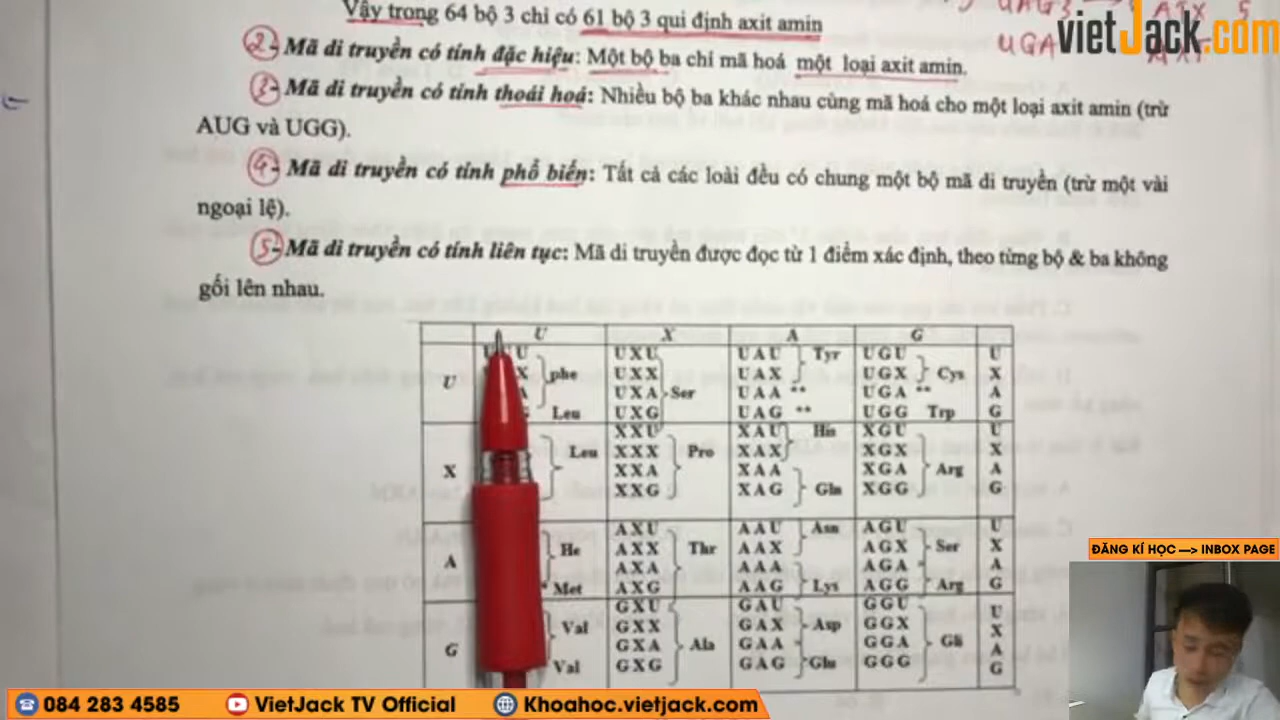 Vậy trong 64 bộ 3 chỉ có 61 bộ 3 qui định axit amin
UGA
vietJack.com
2- Mã di truyền có tính đặc hiệu: Một bộ ba chỉ mã hoá một loại axit amin.
3- Mã di truyền có tính thoái hoá: Nhiều bộ ba khác nhau cùng mã hoá cho một loại axit amin (trừ
AUG và UGG).
4- Mã di truyền có tính phổ biến: Tất cả các loài đều có chung một bộ mã di truyền (trừ một vài
ngoại lệ).
5- Mã di truyền có tính liên tục: Mã di truyền được đọc từ 1 điểm xác định, theo từng bộ & ba không
gối lên nhau.
U X A G
U UXU UAU Tyr UGU U
X phe UXX UAX UGX Cys X
UXA Ser UAA ** UGA ** A
Leu UXG UAG ** UGG Trp G
XXU XAU His XGU U
X Leu XXX Pro XAX XGX X
XXA XAA XGA Arg A
XXG XAG Gln XGG G
AXU AAU Asn AGU U
A He AXX Thr AAX AGX Ser X
AXA AAA AGA A
Met AXG AAG Lys AGG Arg G
GXU GAU GGU U
G Val GXX GAX Asp GGX X
GXA Ala GAA GGA Gli A
Val GXG GAG Glu GGG G
ĐĂNG KÍ HỌC —> INBOX PAGE
084 283 4585 VietJack TV Official Khoahoc.vietjack.com